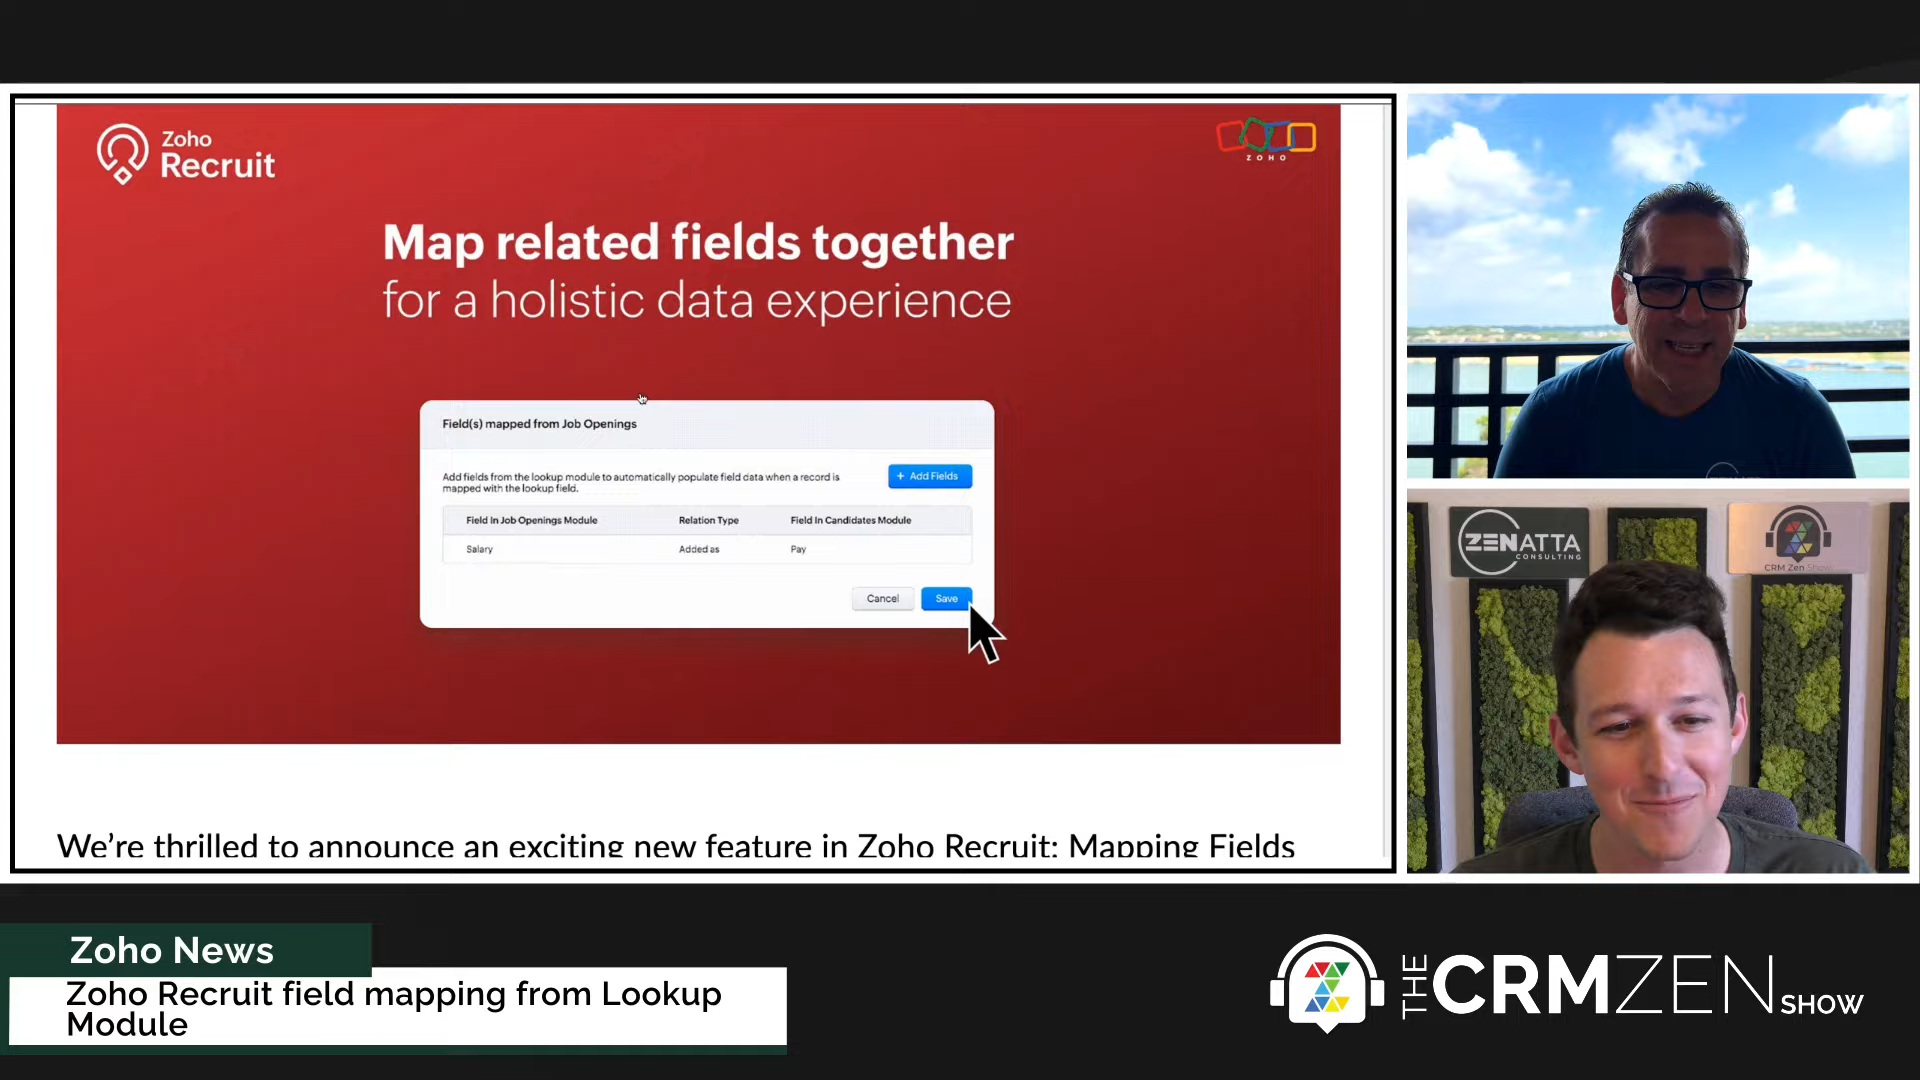 Zoho
Recruit
ZOHO
Map related fields together
for a holistic data experience
Field(s) mapped from Job Openings
Add fields from the lookup module to automatically populate field data when a record is
mapped with the lookup field.
+ Add Fields
Field In Job Openings Module Relation Type Field In Candidates Module
Salary Added as Pay
Cancel Save
We’re thrilled to announce an exciting new feature in Zoho Recruit: Mapping Fields
ZENATTA
CONSULTING
CRM Zen Show
Zoho News
Zoho Recruit field mapping from Lookup
Module
THE CRMZEN SHOW